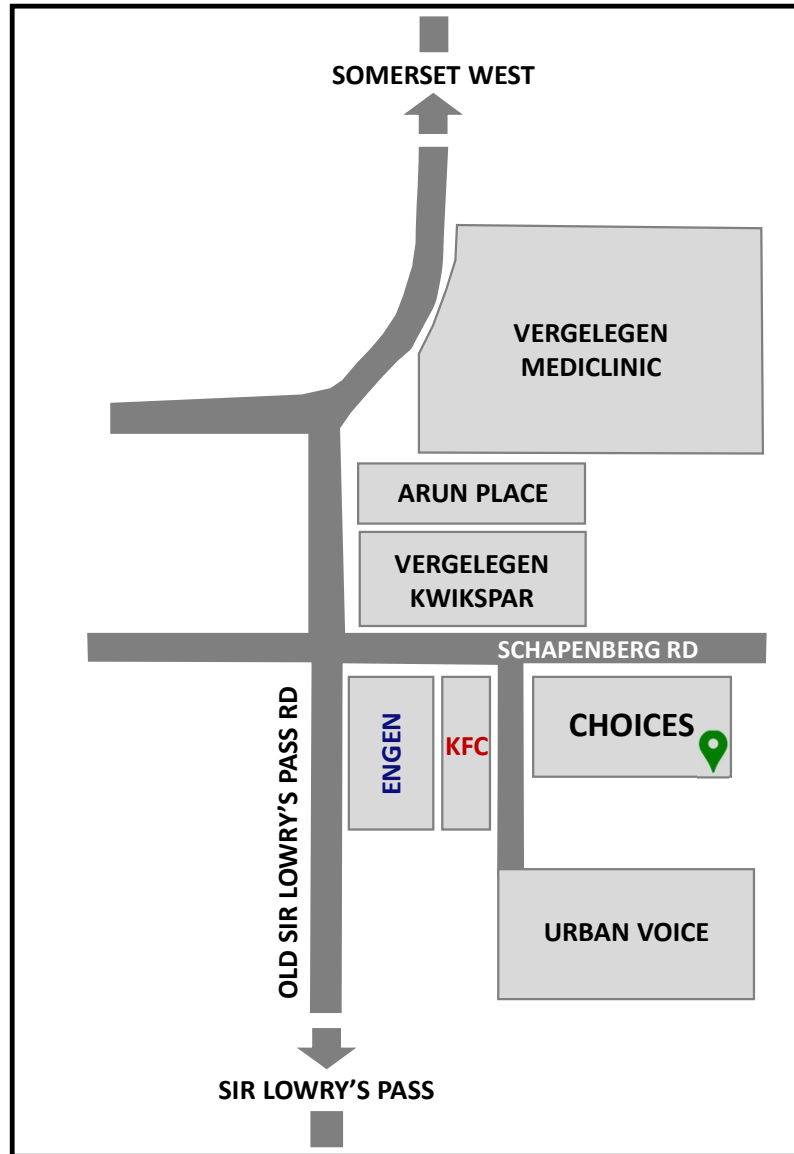 SOMERSET WEST
VERGELEGEN
MEDICLINIC
ARUN PLACE
VERGELEGEN
KWIKSPAR
SCHAPENBERG RD
OLD SIR LOWRY’S PASS RD
ENGEN
KFC
CHOICES
URBAN VOICE
SIR LOWRY’S PASS